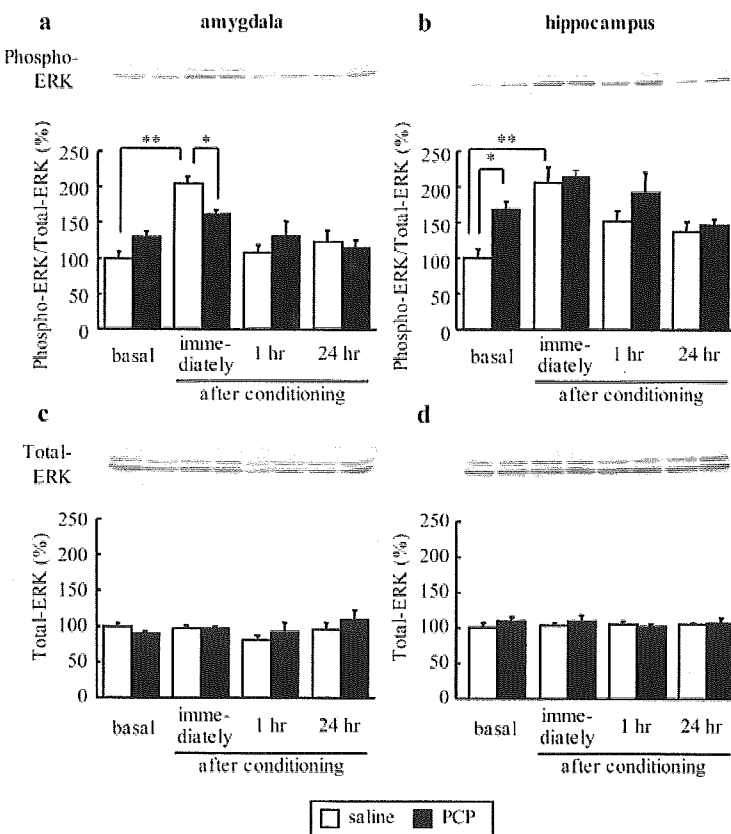 a amygdala
Phospho-
ERK
Phospho-ERK/Total-ERK (%)
250
200
150
100
50
0
** *
basal imme-
diately 1 hr 24 hr
after conditioning
b hippocampus
Phospho-ERK/Total-ERK (%)
250
200
150
100
50
0
**
*
basal imme-
diately 1 hr 24 hr
after conditioning
c
Total-
ERK
Total-ERK (%)
250
200
150
100
50
0
basal imme-
diately 1 hr 24 hr
after conditioning
d
Total-ERK (%)
250
200
150
100
50
0
basal imme-
diately 1 hr 24 hr
after conditioning
saline PCP